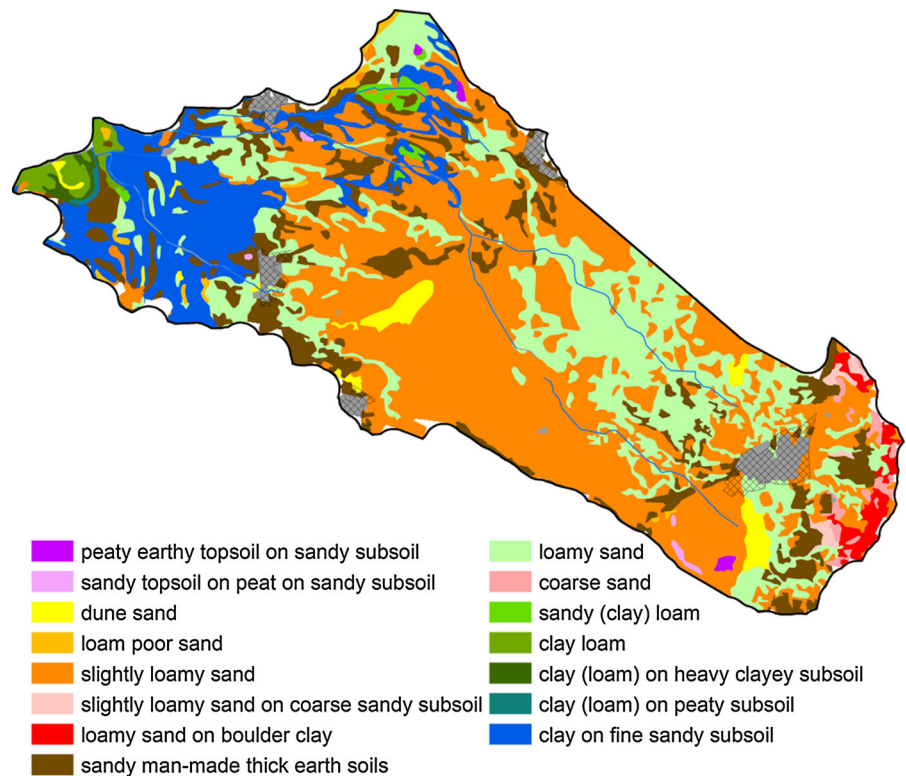 peaty earthy topsoil on sandy subsoil
sandy topsoil on peat on sandy subsoil
dune sand
loam poor sand
slightly loamy sand
slightly loamy sand on coarse sandy subsoil
loamy sand on boulder clay
sandy man-made thick earth soils
loamy sand
coarse sand
sandy (clay) loam
clay loam
clay (loam) on heavy clayey subsoil
clay (loam) on peaty subsoil
clay on fine sandy subsoil